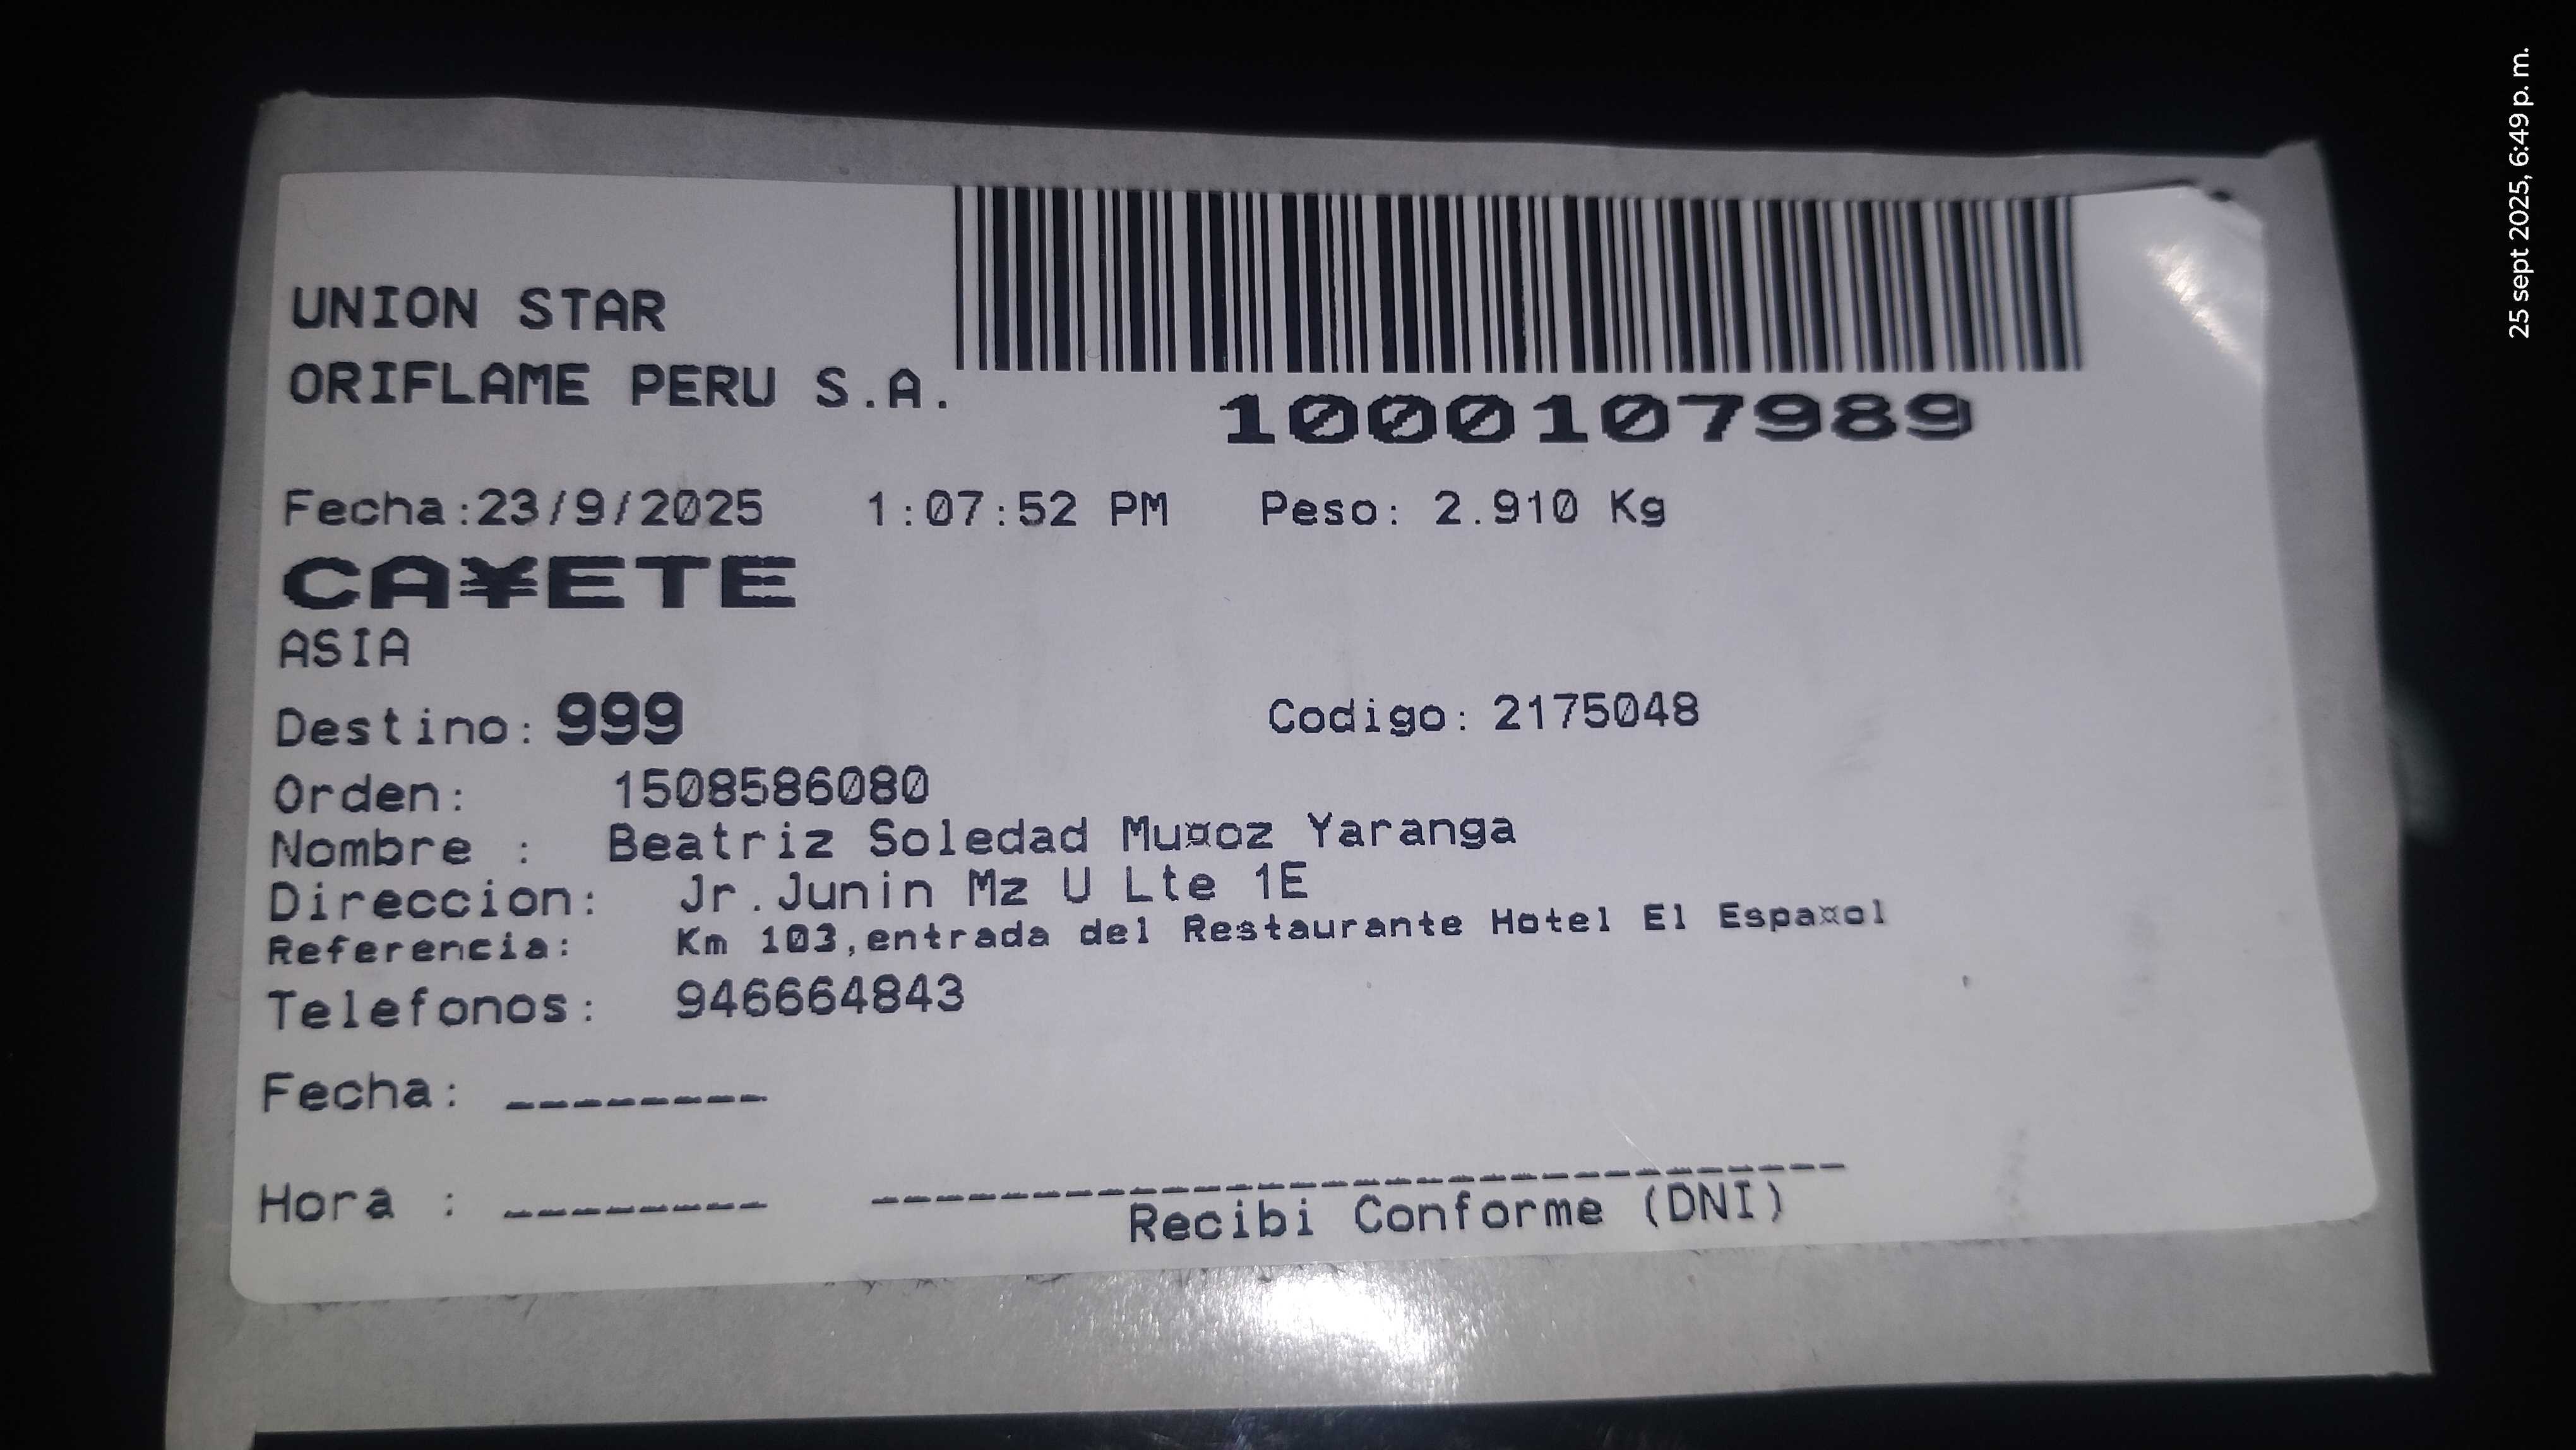 UNION STAR
ORIFLAME PERU S.A.
1000107989
Fecha:23/9/2025 1:07:52 PM Peso: 2.910 Kg
CA¥ETE
ASIA
Destino: 999 Codigo: 2175048
Orden: 1508586080
Nombre : Beatriz Soledad Mu¤oz Yaranga
Direccion: Jr.Junin Mz U Lte 1E
Referencia: Km 103,entrada del Restaurante Hotel El Espa¤ol
Telefonos: 946664843
Fecha: ________
Hora : ________
Recibi Conforme (DNI)
25 sept 2025, 6:49 p. m.